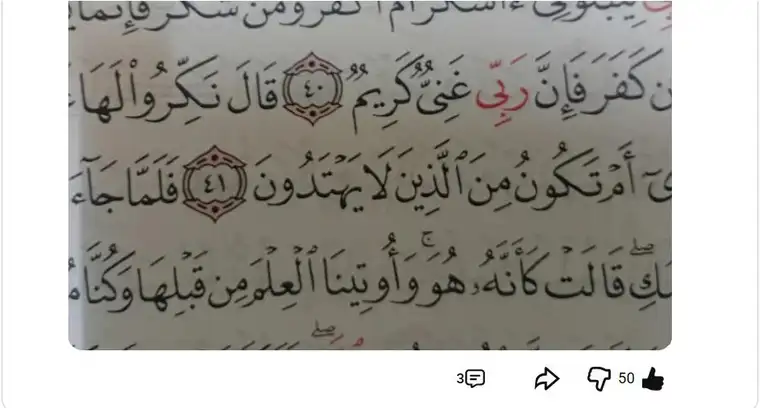 لِيَبْلُوَنِىٓ ءَأَشْكُرُ أَمْ أَكْفُرُ وَمَن شَكَرَ فَإِنَّمَا
كَفَرَ فَإِنَّ رَبِّى غَنِىٌّ كَرِيمٌ ٤٠ قَالَ نَكِّرُوا۟ لَهَا
أَمْ تَكُونُ مِنَ ٱلَّذِينَ لَا يَهْتَدُونَ ٤١ فَلَمَّا جَآءَ
قَالَتْ كَأَنَّهُۥ هُوَ ۚ وَأُوتِينَا ٱلْعِلْمَ مِن قَبْلِهَا وَكُنَّا
3
50